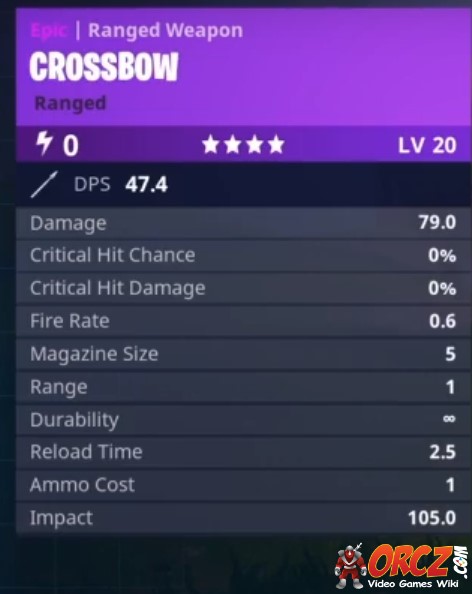 Epic | Ranged Weapon
CROSSBOW
Ranged
0 ★★★★ LV 20
DPS 47.4
Damage 79.0
Critical Hit Chance 0%
Critical Hit Damage 0%
Fire Rate 0.6
Magazine Size 5
Range 1
Durability ∞
Reload Time 2.5
Ammo Cost 1
Impact 105.0
ORCZ.COM
Video Games Wiki